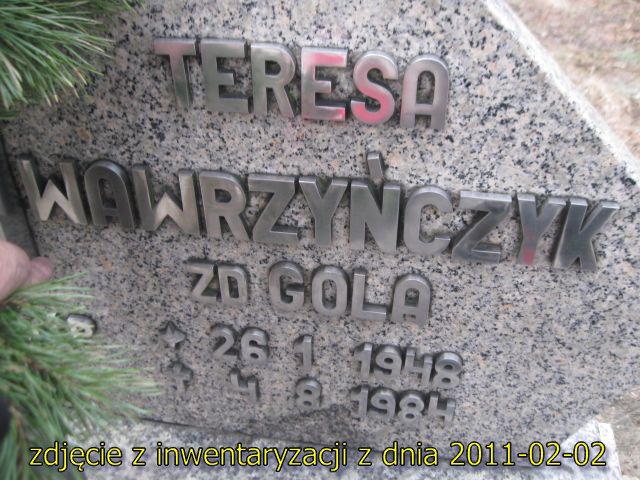 TERESA
WAWRZYŃCZYK
ZD GOLA
* 26 1 1948
+ 4 8 1984
zdjęcie z inwentaryzacji z dnia 2011-02-02